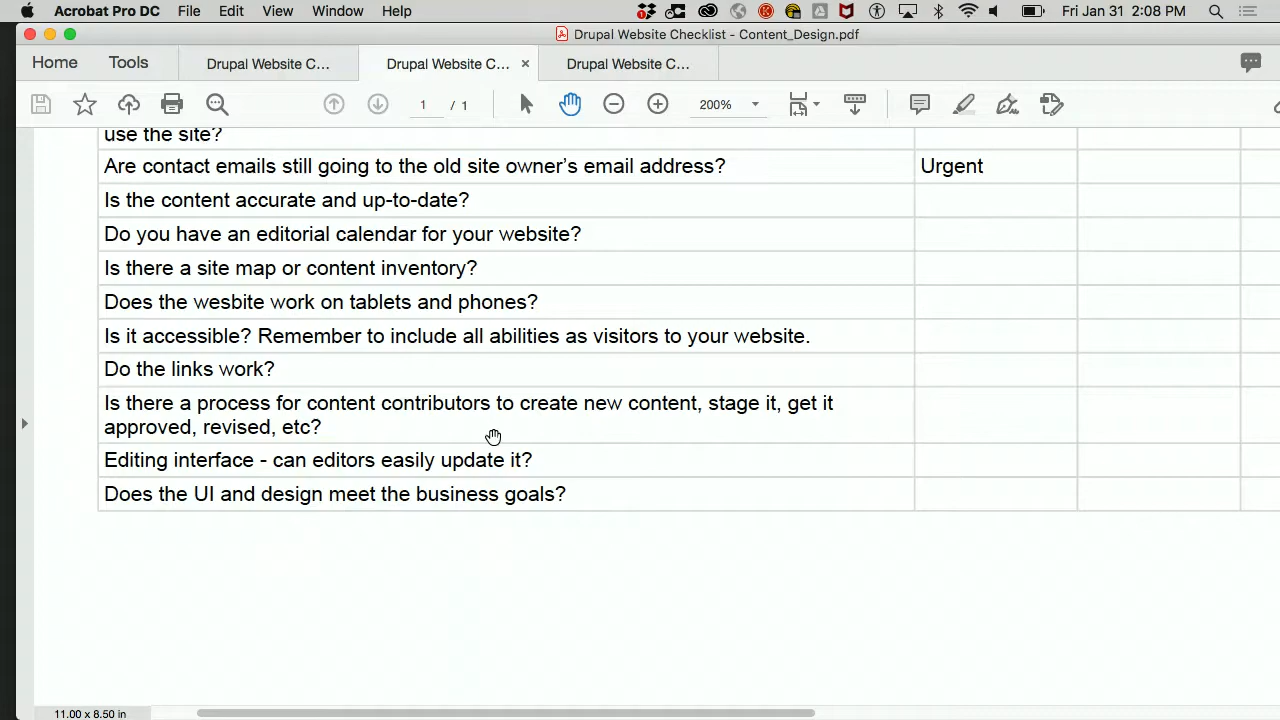 Acrobat Pro DC File Edit View Window Help Fri Jan 31 2:08 PM
Drupal Website Checklist - Content_Design.pdf
Home Tools Drupal Website C... Drupal Website C... × Drupal Website C...
1 / 1 200%
use the site?
Are contact emails still going to the old site owner's email address? Urgent
Is the content accurate and up-to-date?
Do you have an editorial calendar for your website?
Is there a site map or content inventory?
Does the wesbite work on tablets and phones?
Is it accessible? Remember to include all abilities as visitors to your website.
Do the links work?
Is there a process for content contributors to create new content, stage it, get it
approved, revised, etc?
Editing interface - can editors easily update it?
Does the UI and design meet the business goals?
11.00 x 8.50 in